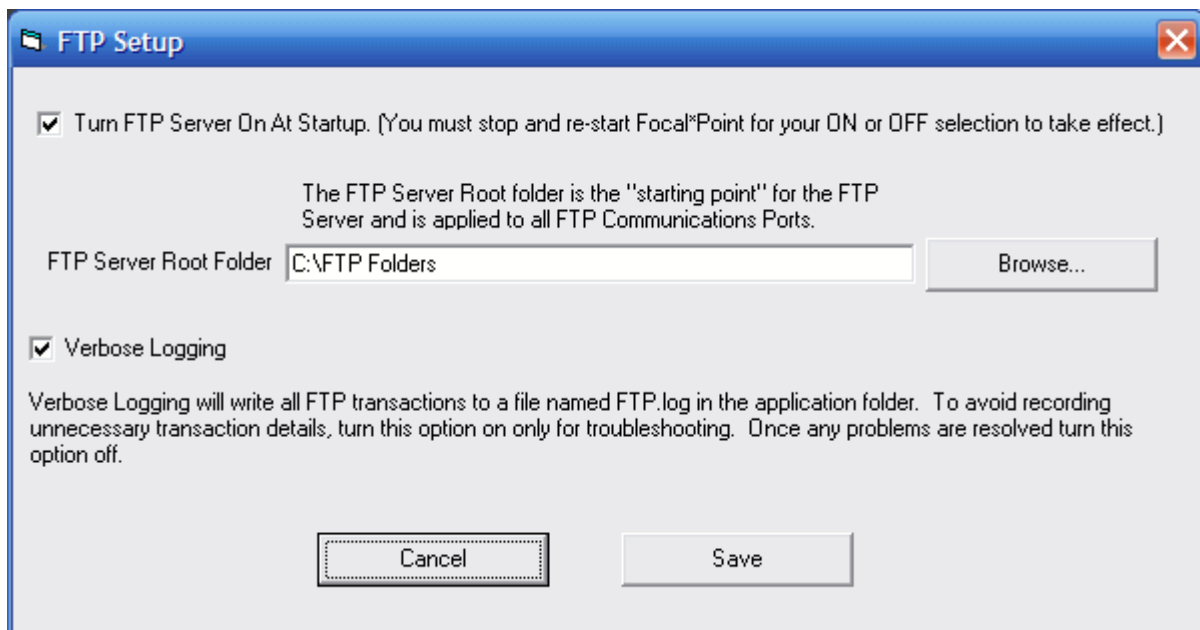 FTP Setup
Turn FTP Server On At Startup. (You must stop and re-start Focal*Point for your ON or OFF selection to take effect.)
The FTP Server Root folder is the "starting point" for the FTP
Server and is applied to all FTP Communications Ports.
FTP Server Root Folder C:\FTP Folders Browse...
Verbose Logging
Verbose Logging will write all FTP transactions to a file named FTP.log in the application folder. To avoid recording
unnecessary transaction details, turn this option on only for troubleshooting. Once any problems are resolved turn this
option off.
Cancel Save